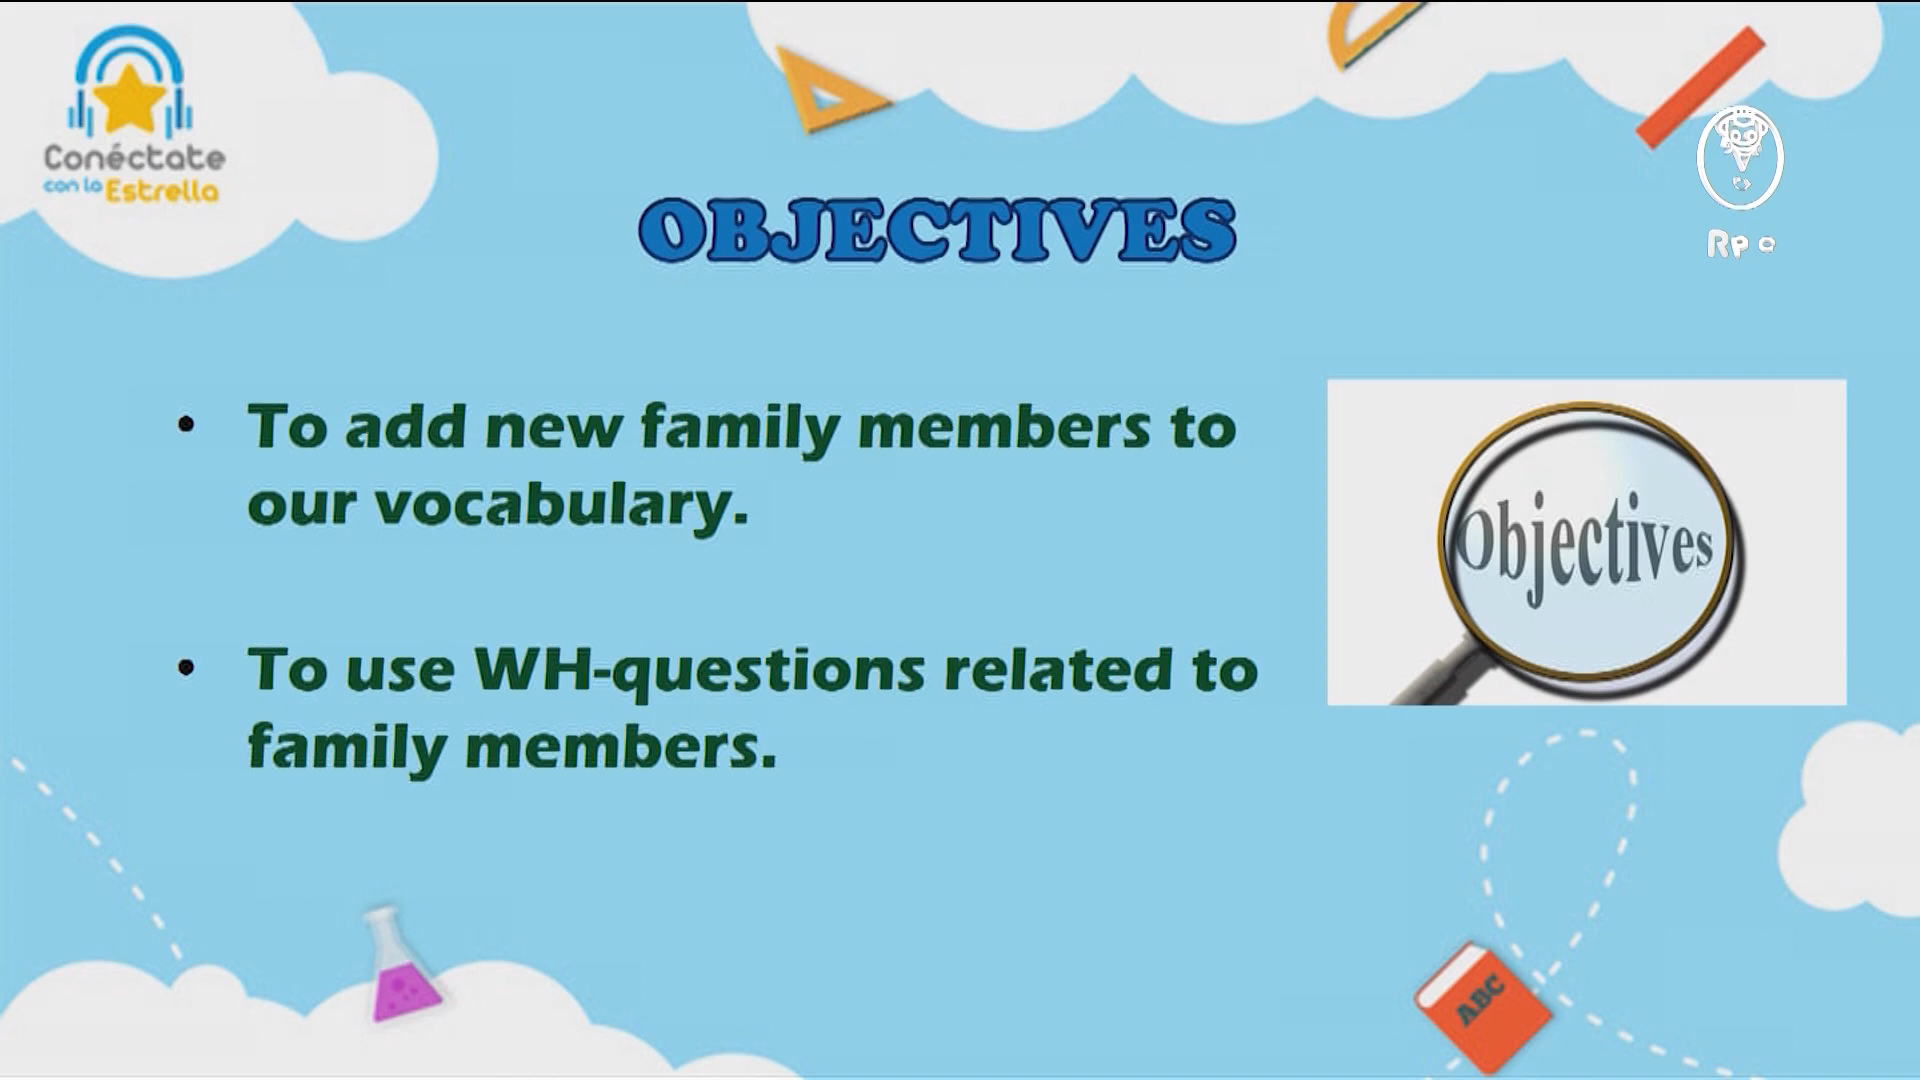 Conéctate
con la Estrella
OBJECTIVES
• To add new family members to
our vocabulary.
Objectives
• To use WH-questions related to
family members.
ABC